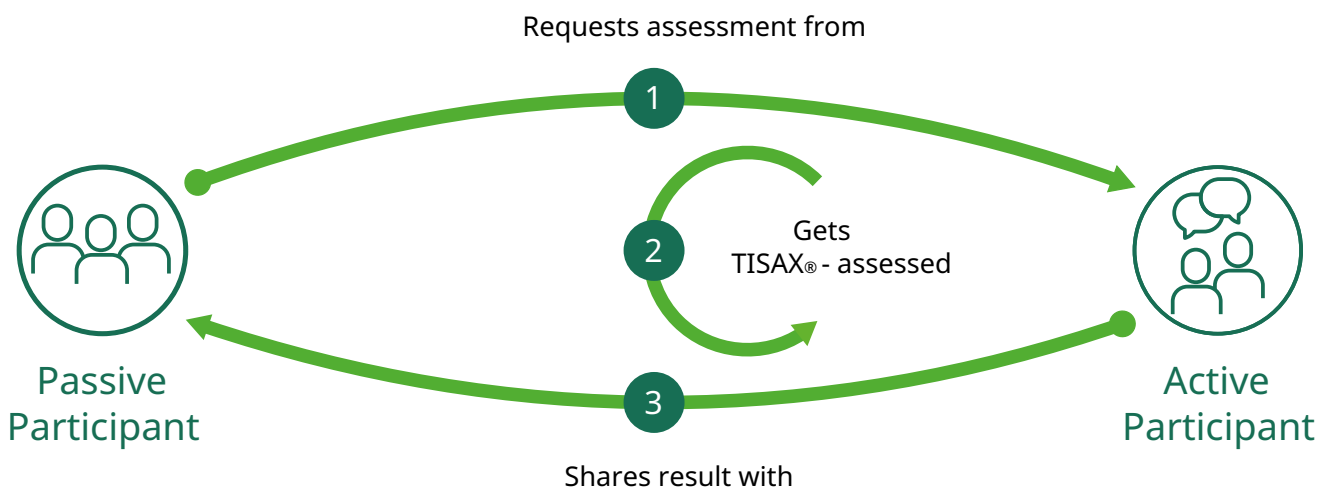 Requests assessment from
1
2
Gets
TISAX® - assessed
Passive
Participant
Active
Participant
3
Shares result with